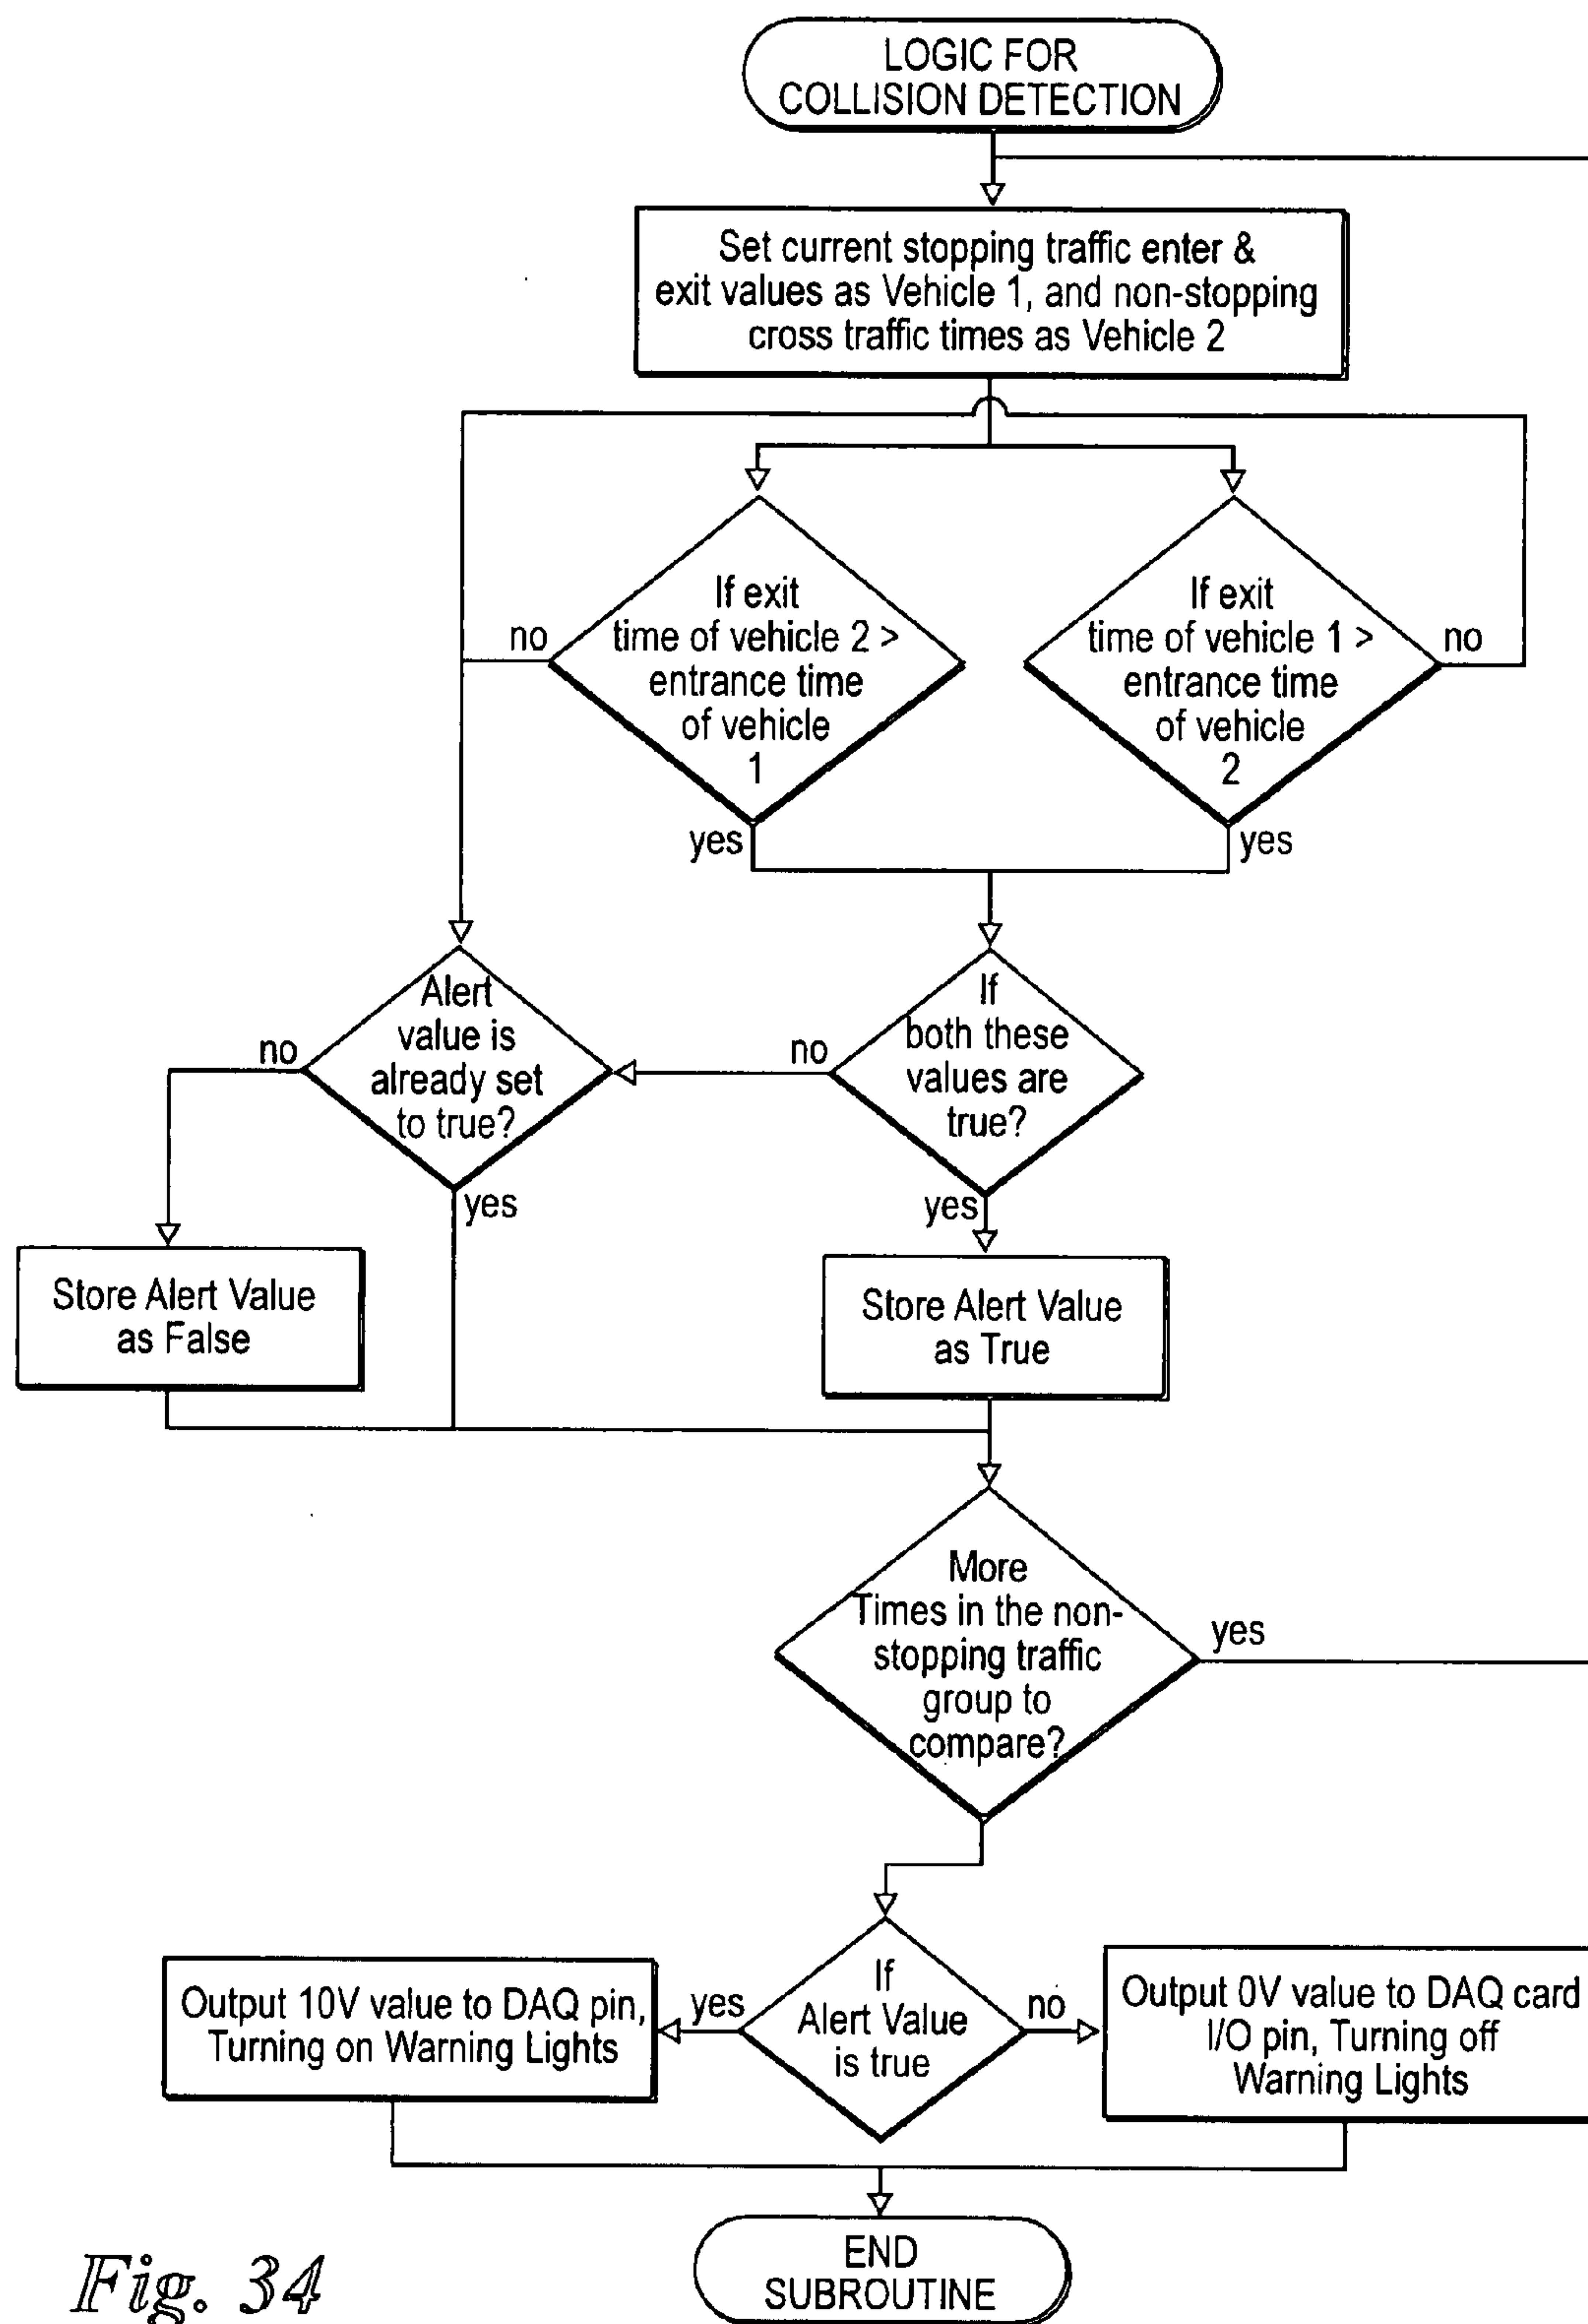 LOGIC FOR
COLLISION DETECTION
Set current stopping traffic enter &
exit values as Vehicle 1, and non-stopping
cross traffic times as Vehicle 2
If exit
time of vehicle 2 >
entrance time
of vehicle
1
no
yes
If exit
time of vehicle 1 >
entrance time
of vehicle
2
no
yes
Alert
value is
already set
to true?
no
yes
If
both these
values are
true?
no
yes
Store Alert Value
as False
Store Alert Value
as True
More
Times in the non-
stopping traffic
group to
compare?
yes
If
Alert Value
is true
yes
no
Output 10V value to DAQ pin,
Turning on Warning Lights
Output 0V value to DAQ card
I/O pin, Turning off
Warning Lights
END
SUBROUTINE
Fig. 34